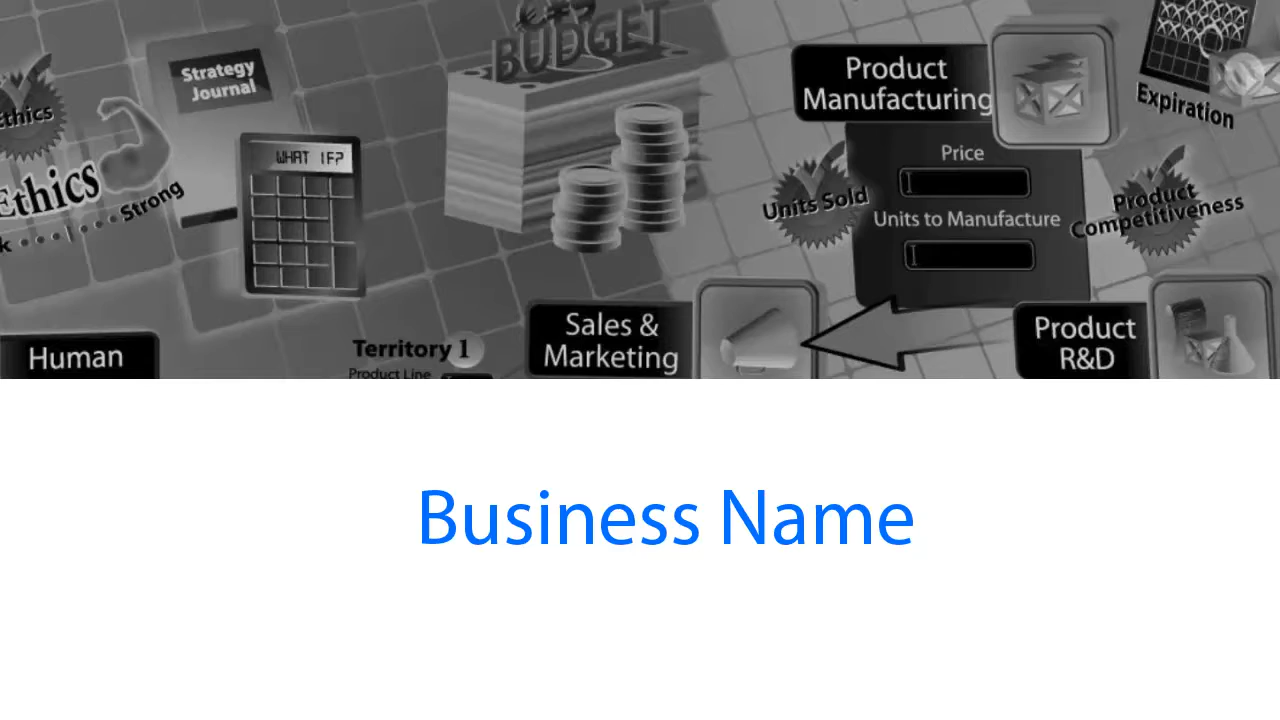 BUDGET
Strategy
Journal
Product
Manufacturing
Expiration
Ethics
WHAT IF?
Price
Ethics
Strong
Units Sold
Units to Manufacture
Product
Competitiveness
Sales &
Marketing
Product
R&D
Human
Territory 1
Product Line
Business Name